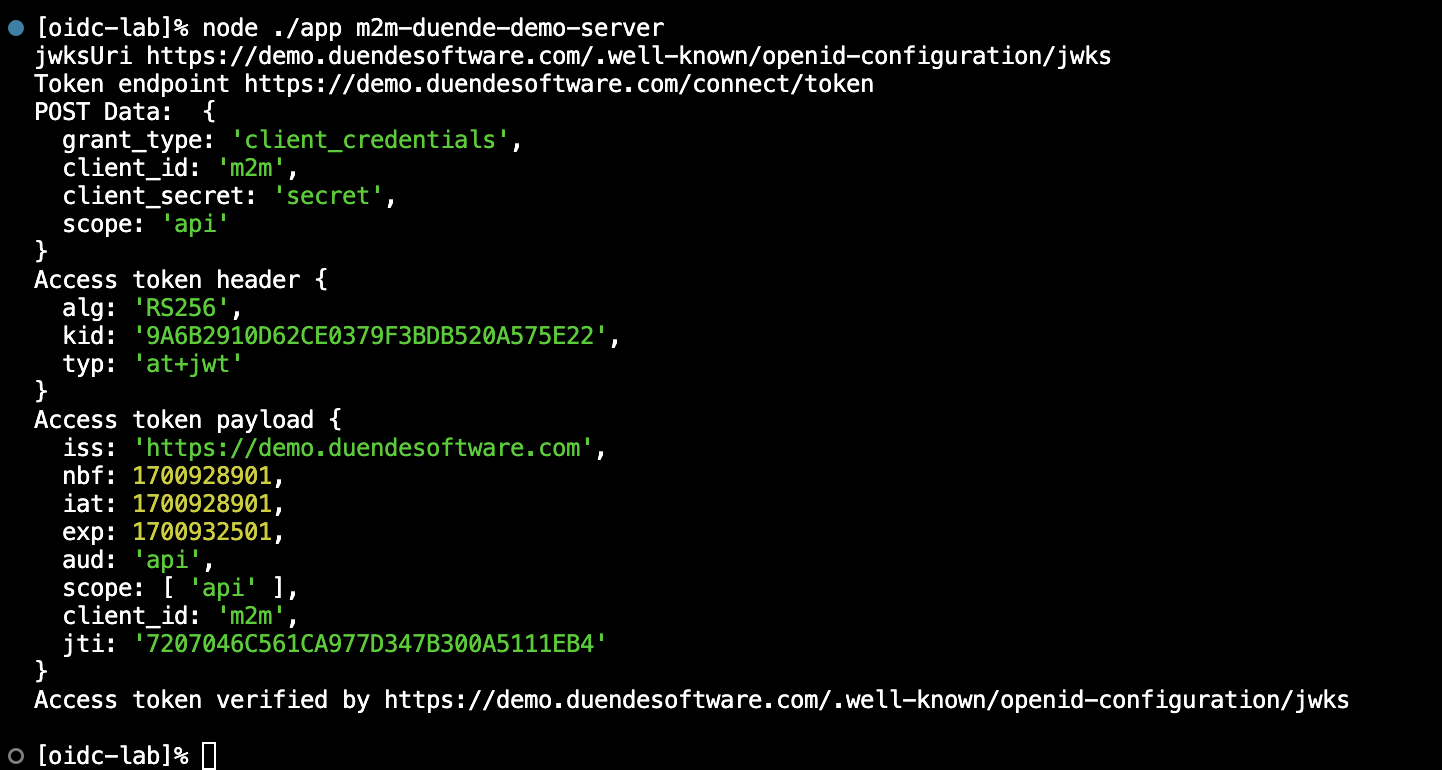 [oidc-lab]% node ./app m2m-duende-demo-server
jwksUri https://demo.duendesoftware.com/.well-known/openid-configuration/jwks
Token endpoint https://demo.duendesoftware.com/connect/token
POST Data:  {
  grant_type: 'client_credentials',
  client_id: 'm2m',
  client_secret: 'secret',
  scope: 'api'
}
Access token header {
  alg: 'RS256',
  kid: '9A6B2910D62CE0379F3BDB520A575E22',
  typ: 'at+jwt'
}
Access token payload {
  iss: 'https://demo.duendesoftware.com',
  nbf: 1700928901,
  iat: 1700928901,
  exp: 1700932501,
  aud: 'api',
  scope: [ 'api' ],
  client_id: 'm2m',
  jti: '7207046C561CA977D347B300A5111EB4'
}
Access token verified by https://demo.duendesoftware.com/.well-known/openid-configuration/jwks
[oidc-lab]%